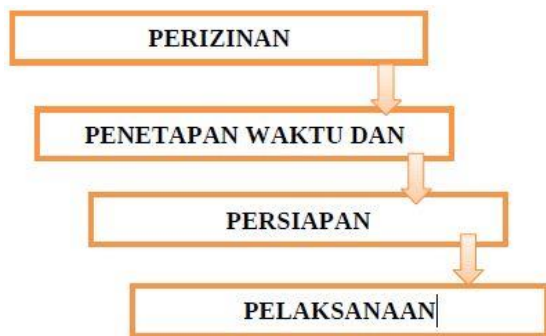 PERIZINAN
PENETAPAN WAKTU DAN
PERSIAPAN
PELAKSANAAN